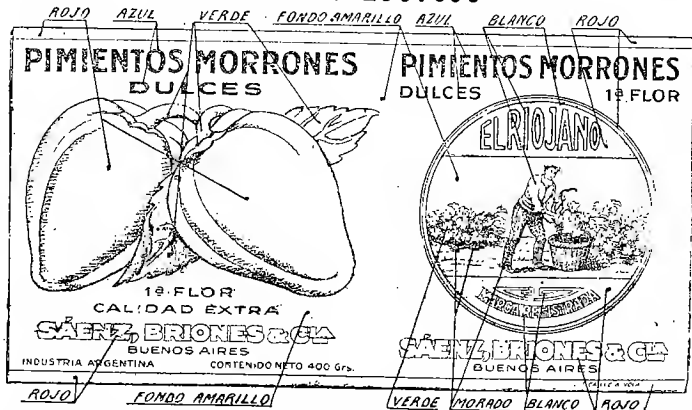 ROJO AZUL VERDE FONDO AMARILLO AZUL BLANCO ROJO
PIMIENTOS MORRONES
DULCES
1ª FLOR
CALIDAD EXTRA
SÁENZ, BRIONES & CIA
BUENOS AIRES
INDUSTRIA ARGENTINA CONTENIDO NETO 400 Grs.
PIMIENTOS MORRONES
DULCES 1ª FLOR
EL RIOJANO
MARCA REGISTRADA
SÁENZ, BRIONES & CIA
BUENOS AIRES
ROJO FONDO AMARILLO VERDE MORADO BLANCO ROJO